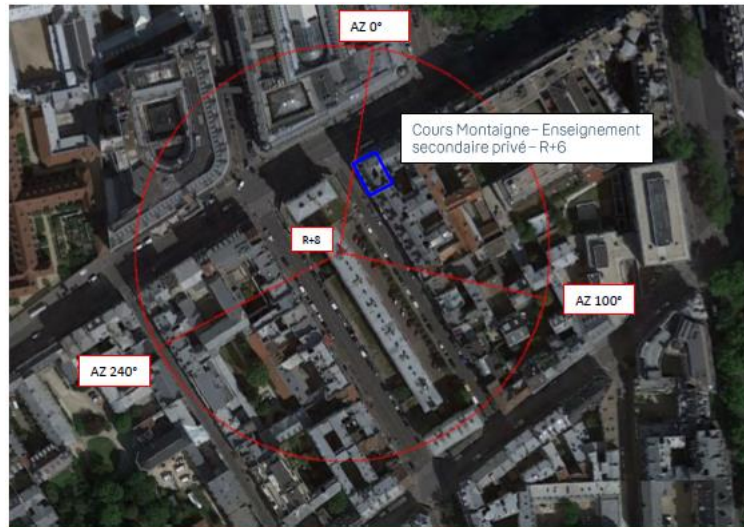 AZ 0°
Cours Montaigne– Enseignement
secondaire privé – R+6
R+8
AZ 100°
AZ 240°